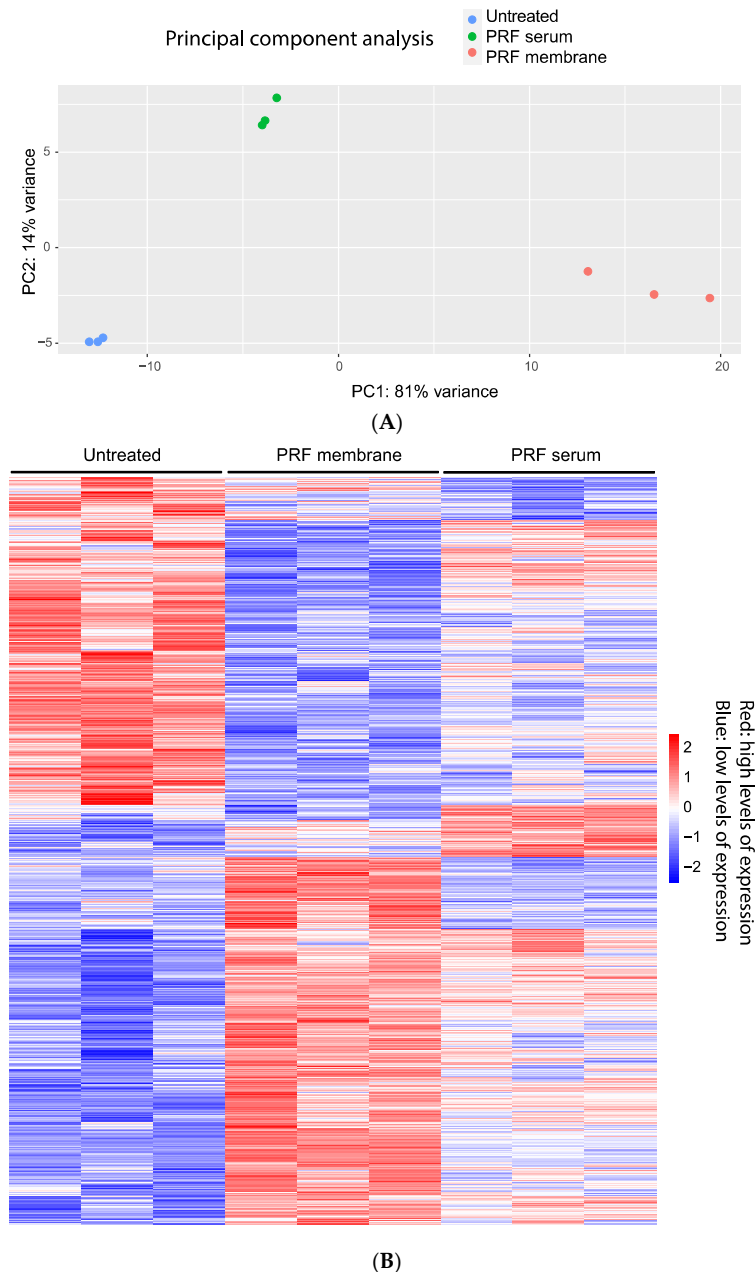 Principal component analysis
Untreated
PRF serum
PRF membrane
PC2: 14% variance
5
0
−5
−10
0
10
20
PC1: 81% variance
(A)
Untreated
PRF membrane
PRF serum
2
1
0
−1
−2
Red: high levels of expression
Blue: low levels of expression
(B)